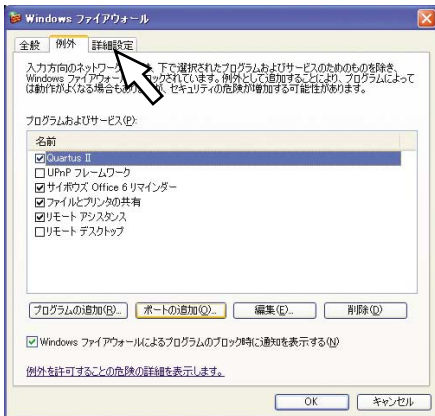 Windows ファイアウォール
全般 例外 詳細設定
入力方向のネットワーク 下で選択されたプログラムおよびサービスのためのものを除き、
Windows ファイアウォー ロックされています。例外として追加することにより、プログラムによって
は動作がよくなる場合も が、セキュリティの危険が増加する可能性があります。
プログラムおよびサービス(P):
名前
Quartus II
UPnP フレームワーク
サイボウズ Office 6 リマインダー
ファイルとプリンタの共有
リモート アシスタンス
リモート デスクトップ
プログラムの追加(R)... ポートの追加(O)... 編集(E)... 削除(D)
Windows ファイアウォールによるプログラムのブロック時に通知を表示する(N)
例外を許可することの危険の詳細を表示します。
OK キャンセル